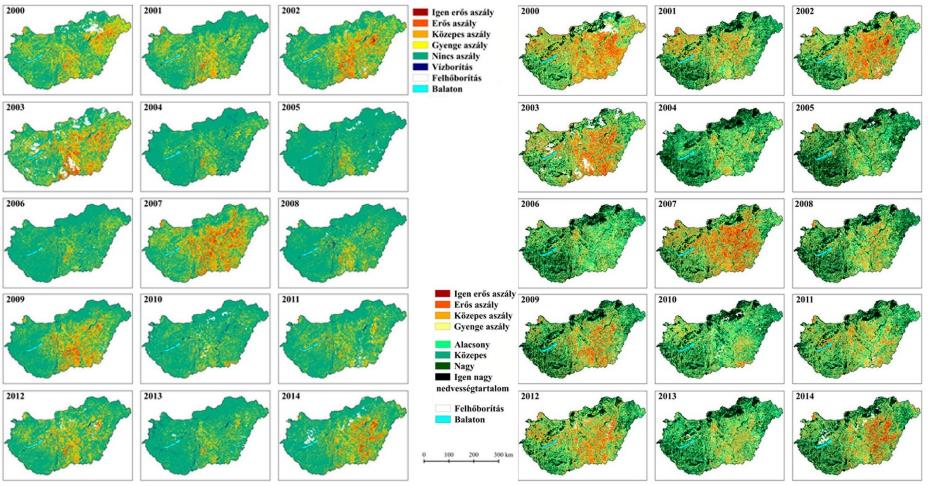 2000
2001
2002
2003
2004
2005
2006
2007
2008
2009
2010
2011
2012
2013
2014
Igen erős aszály
Erős aszály
Közepes aszály
Gyenge aszály
Nincs aszály
Vízborítás
Felhőborítás
Balaton
Igen erős aszály
Erős aszály
Közepes aszály
Gyenge aszály
Alacsony
Közepes
Nagy
Igen nagy
nedvességtartalom
Felhőborítás
Balaton
0 100 200 300 km
2000
2001
2002
2003
2004
2005
2006
2007
2008
2009
2010
2011
2012
2013
2014